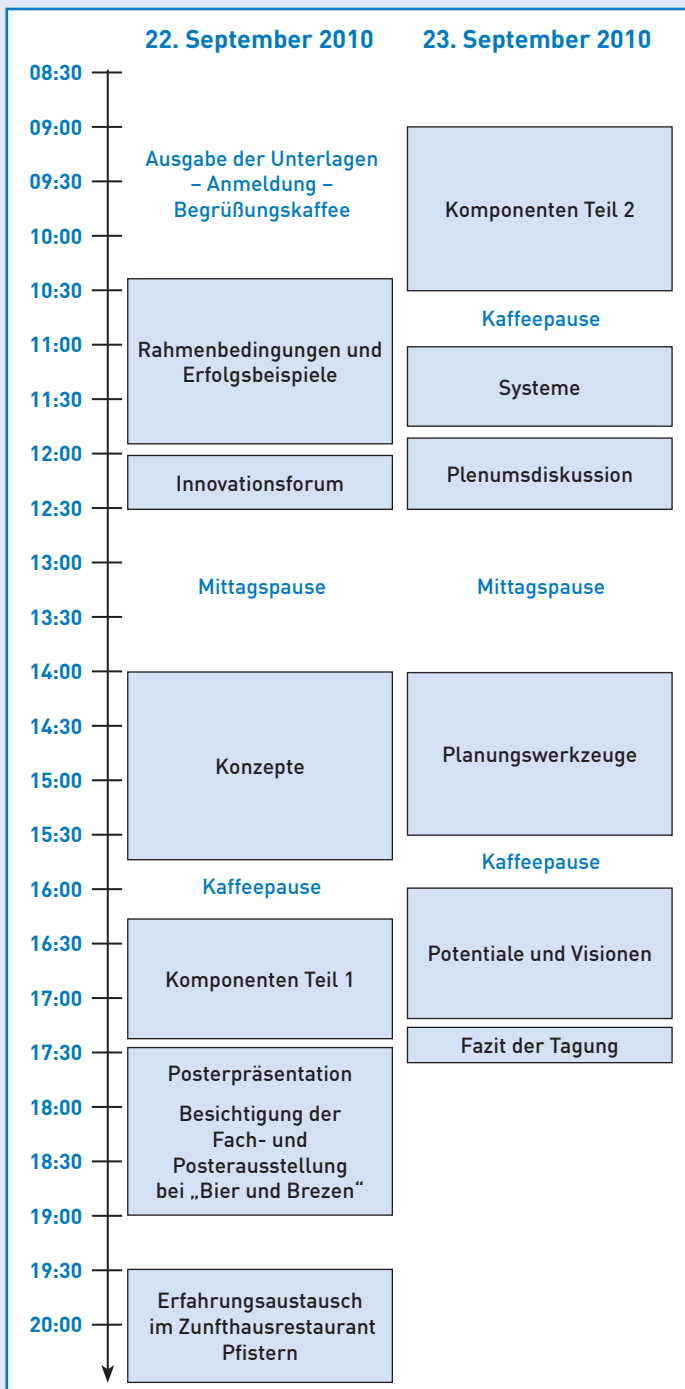 22. September 2010
23. September 2010
08:30
09:00
09:30
10:00
10:30
11:00
11:30
12:00
12:30
13:00
13:30
14:00
14:30
15:00
15:30
16:00
16:30
17:00
17:30
18:00
18:30
19:00
19:30
20:00
Ausgabe der Unterlagen
– Anmeldung –
Begrüßungskaffee
Rahmenbedingungen und
Erfolgsbeispiele
Innovationsforum
Mittagspause
Konzepte
Kaffeepause
Komponenten Teil 1
Posterpräsentation
Besichtigung der
Fach- und
Posterausstellung
bei „Bier und Brezen“
Erfahrungsaustausch
im Zunfthausrestaurant
Pfistern
Komponenten Teil 2
Kaffeepause
Systeme
Plenumsdiskussion
Mittagspause
Planungswerkzeuge
Kaffeepause
Potentiale und Visionen
Fazit der Tagung